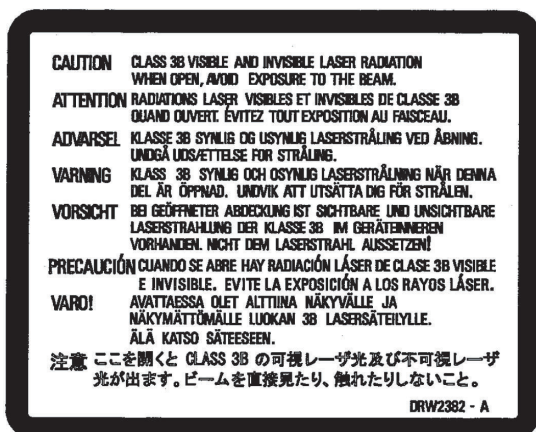 CAUTION CLASS 3B VISIBLE AND INVISIBLE LASER RADIATION
WHEN OPEN, AVOID EXPOSURE TO THE BEAM.
ATTENTION RADIATIONS LASER VISIBLES ET INVISIBLES DE CLASSE 3B
QUAND OUVERT. ÉVITEZ TOUT EXPOSITION AU FAISCEAU.
ADVARSEL KLASSE 3B SYNLIG OG USYNLIG LASERSTRÅLING VED ÅBNING.
UNDGÅ UDSÆTTELSE FOR STRÅLING.
VARNING KLASS 3B SYNLIG OCH OSYNLIG LASERSTRÅLNING NÄR DENNA
DEL ÄR ÖPPNAD. UNDVIK ATT UTSÄTTA DIG FÖR STRÅLEN.
VORSICHT BEI GEÖFFNETER ABDECKUNG IST SICHTBARE UND UNSICHTBARE
LASERSTRAHLUNG DER KLASSE 3B IM GERÄTEINNEREN
VORHANDEN. NICHT DEM LASERSTRAHL AUSSETZEN!
PRECAUCIÓN CUANDO SE ABRE HAY RADIACIÓN LÁSER DE CLASE 3B VISIBLE
E INVISIBLE. EVITE LA EXPOSICIÓN A LOS RAYOS LÁSER.
VARO! AVATTAESSA OLET ALTTIINA NÄKYVÄLLE JA
NÄKYMÄTTÖMÄLLE LUOKAN 3B LASERSÄTEILYLLE.
ÄLÄ KATSO SÄTEESEEN.
注意 ここを開くと CLASS 3B の可視レーザ光及び不可視レーザ
光が出ます。ビームを直接見たり、触れたりしないこと。
DRW2382 - A